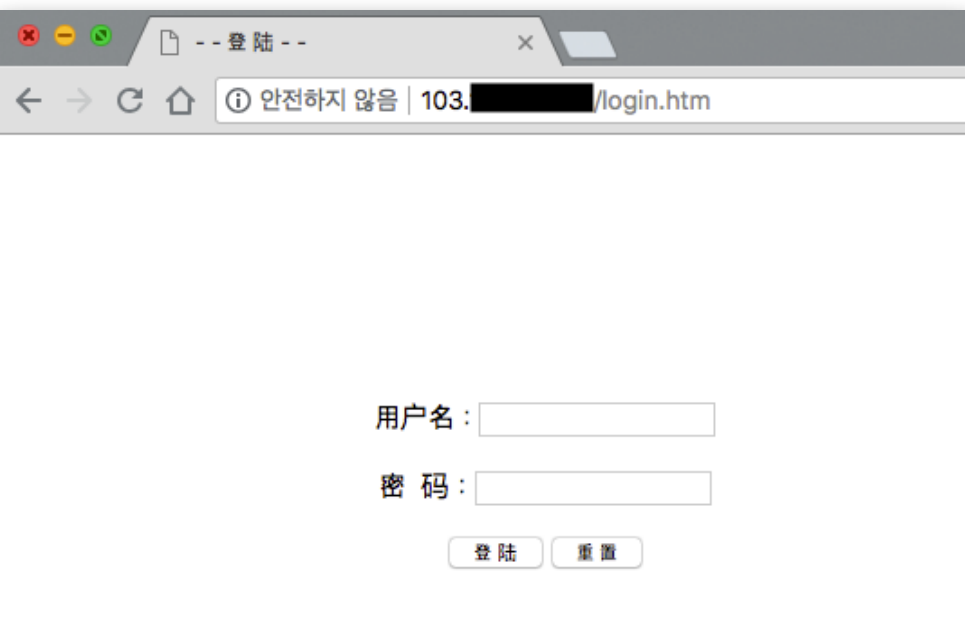 - - 登 陆 - -
안전하지 않음 | 103. /login.htm
用户名：
密 码：
登 陆 重 置